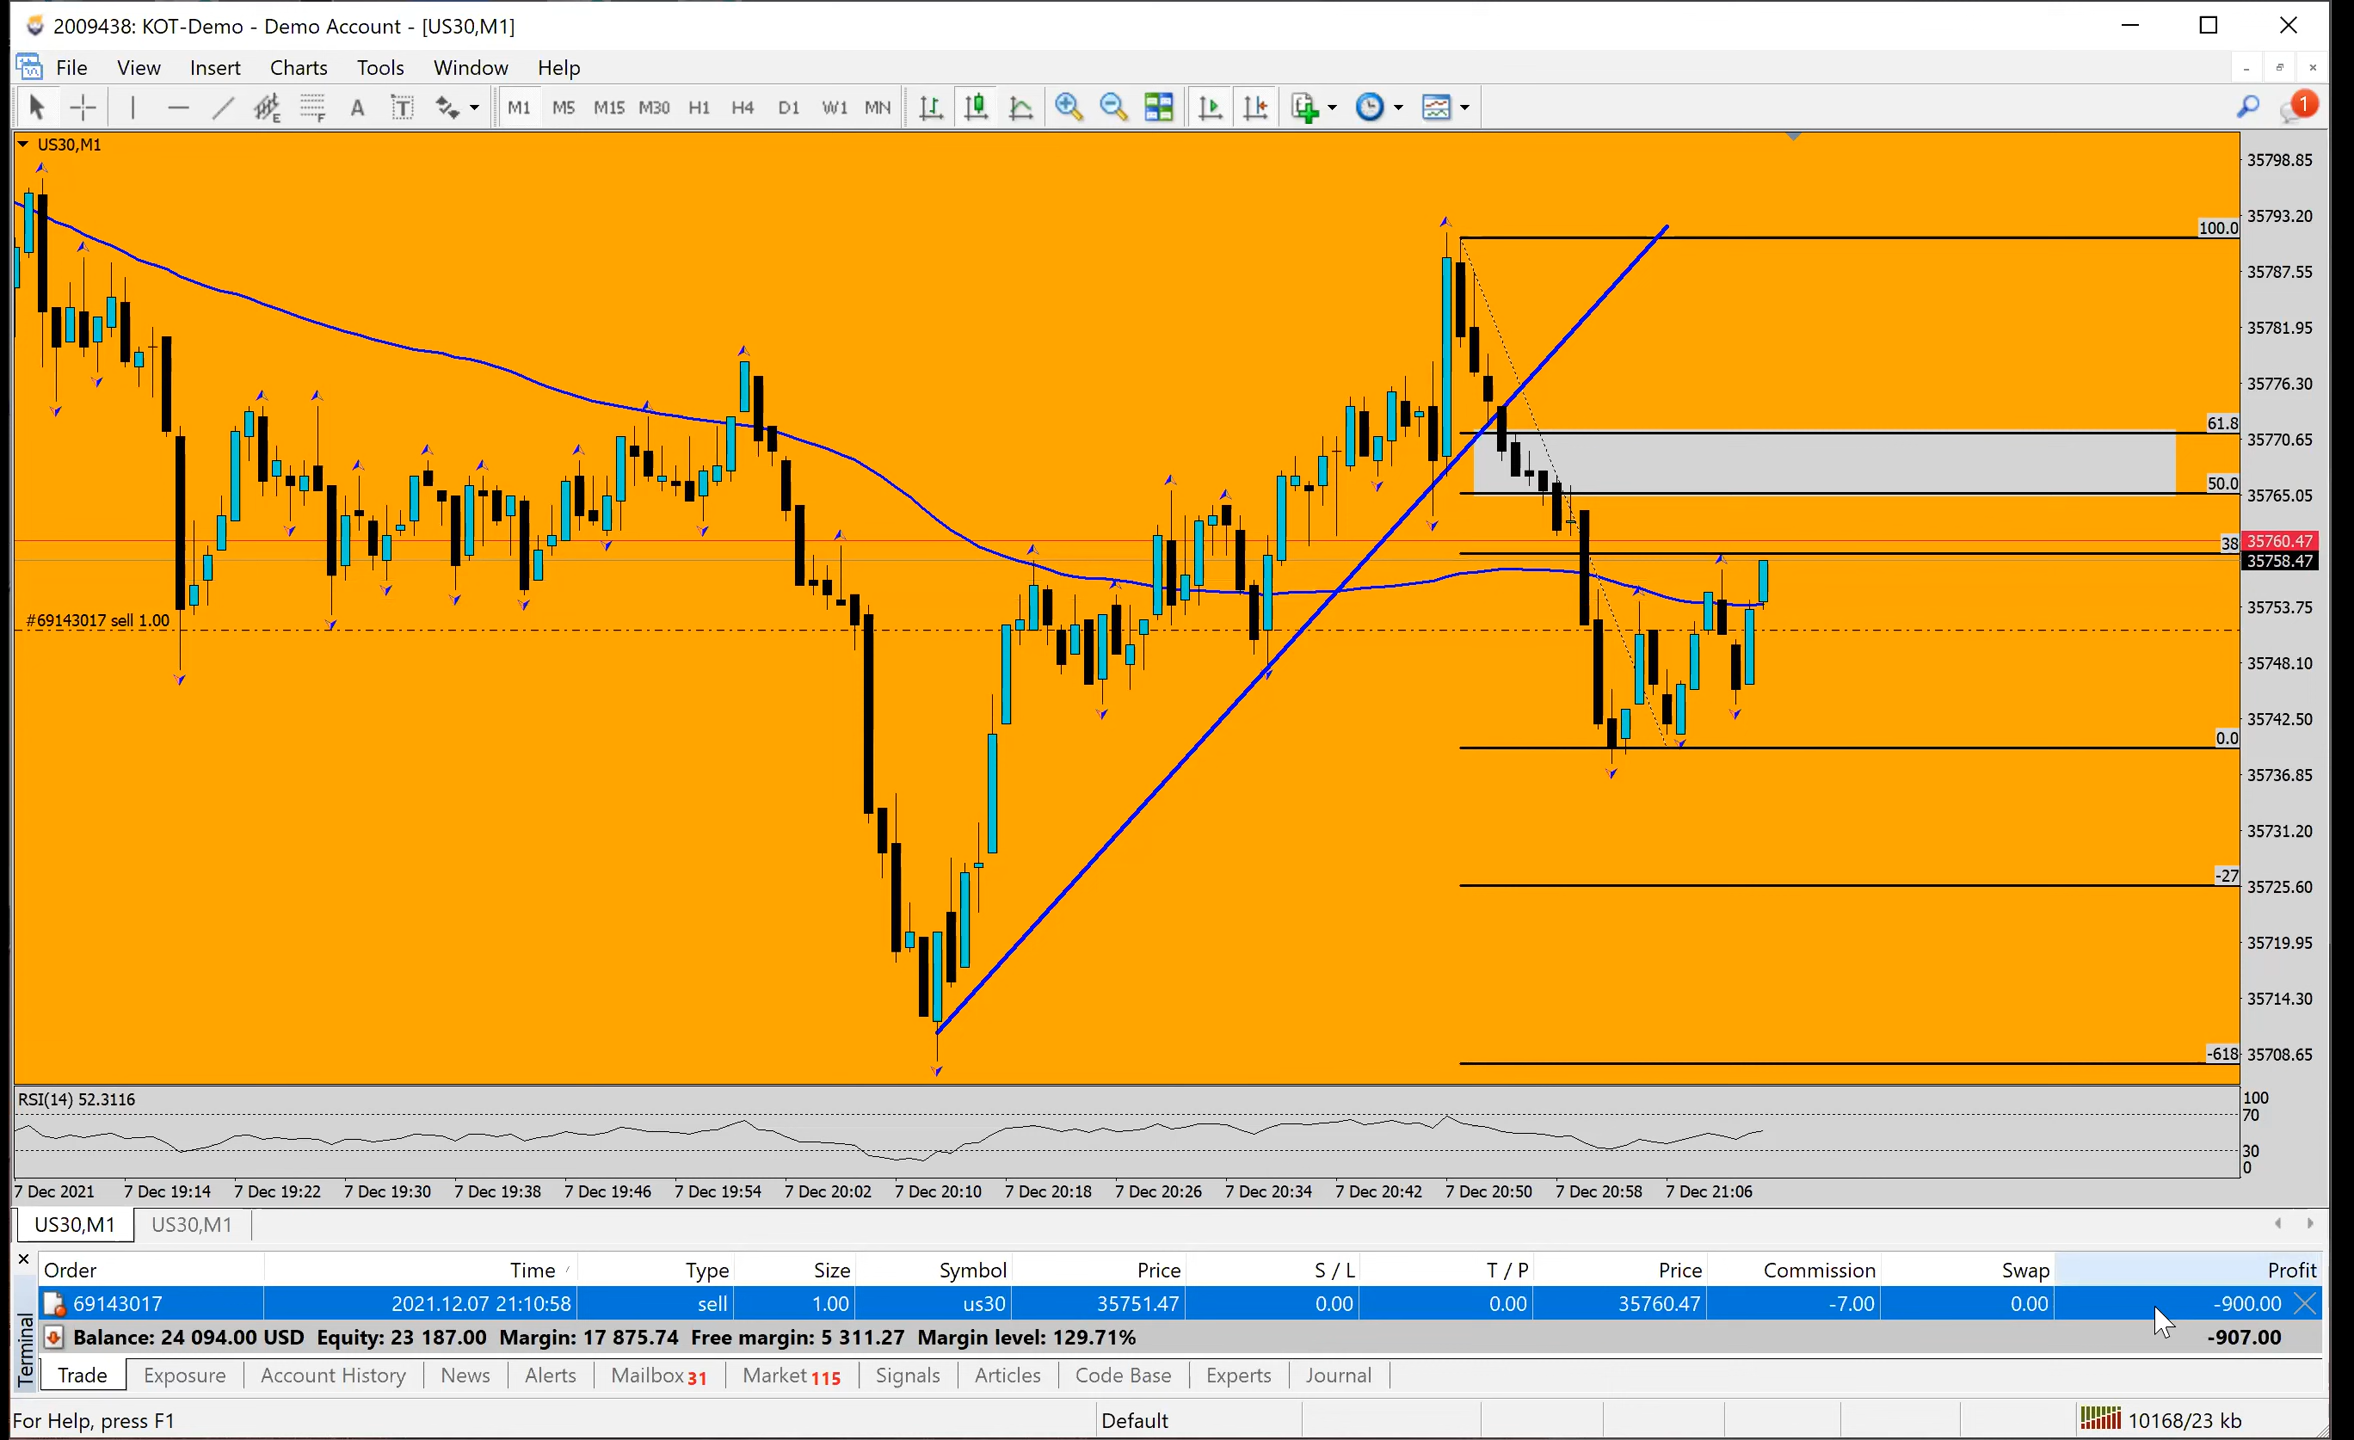 2009438: KOT-Demo - Demo Account - [US30,M1]
File View Insert Charts Tools Window Help
A T M1 M5 M15 M30 H1 H4 D1 W1 MN 1
US30,M1
35798.85
35793.20
100.0
35787.55
35781.95
35776.30
61.8
35770.65
50.0
35765.05
38
35760.47
35758.47
35753.75
#69143017 sell 1.00
35748.10
35742.50
0.0
35736.85
35731.20
-27
35725.60
35719.95
35714.30
-618
35708.65
RSI(14) 52.3116
100
70
30
0
7 Dec 2021 7 Dec 19:14 7 Dec 19:22 7 Dec 19:30 7 Dec 19:38 7 Dec 19:46 7 Dec 19:54 7 Dec 20:02 7 Dec 20:10 7 Dec 20:18 7 Dec 20:26 7 Dec 20:34 7 Dec 20:42 7 Dec 20:50 7 Dec 20:58 7 Dec 21:06
US30,M1 US30,M1
Order Time Type Size Symbol Price S / L T / P Price Commission Swap Profit
69143017 2021.12.07 21:10:58 sell 1.00 us30 35751.47 0.00 0.00 35760.47 -7.00 0.00 -900.00
Balance: 24 094.00 USD Equity: 23 187.00 Margin: 17 875.74 Free margin: 5 311.27 Margin level: 129.71% -907.00
Terminal
Trade Exposure Account History News Alerts Mailbox 31 Market 115 Signals Articles Code Base Experts Journal
For Help, press F1 Default 10168/23 kb